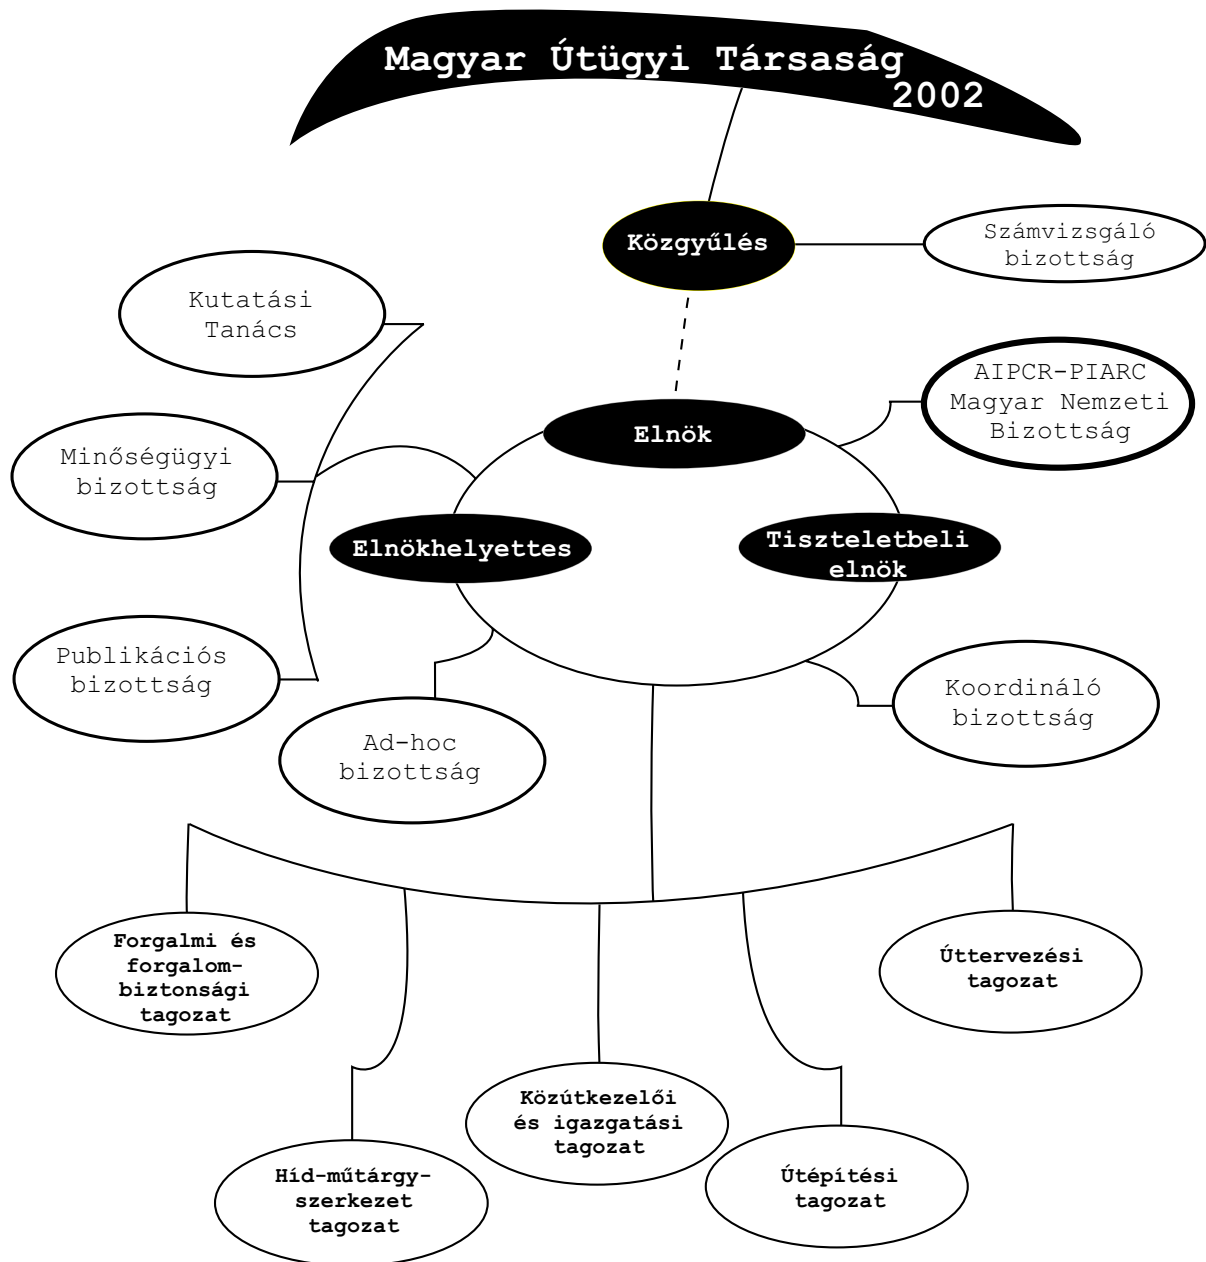 Magyar Útügyi Társaság
2002
Közgyűlés
Számvizsgáló
bizottság
Kutatási
Tanács
AIPCR-PIARC
Magyar Nemzeti
Bizottság
Elnök
Minőségügyi
bizottság
Elnökhelyettes
Tiszteletbeli
elnök
Publikációs
bizottság
Koordináló
bizottság
Ad-hoc
bizottság
Forgalmi és
forgalom-
biztonsági
tagozat
Úttervezési
tagozat
Közútkezelői
és igazgatási
tagozat
Híd-műtárgy-
szerkezet
tagozat
Útépítési
tagozat